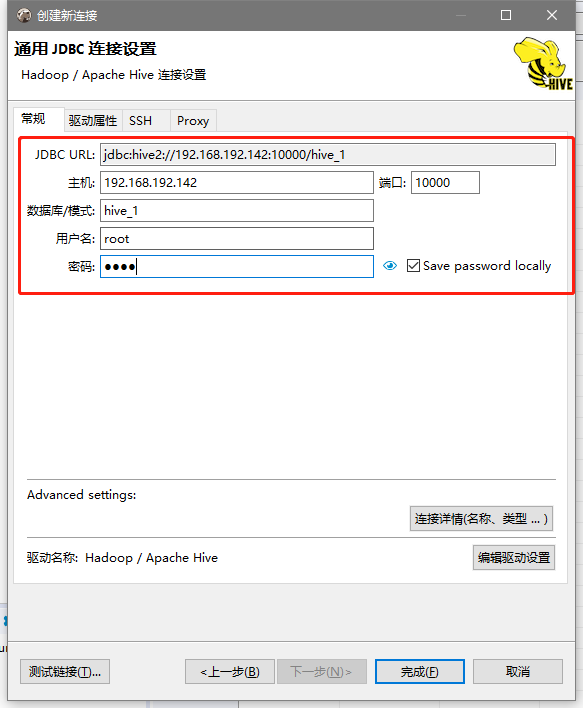 创建新连接
通用 JDBC 连接设置
Hadoop / Apache Hive 连接设置
HIVE
常规 驱动属性 SSH Proxy
JDBC URL: jdbc:hive2://192.168.192.142:10000/hive_1
主机: 192.168.192.142 端口: 10000
数据库/模式: hive_1
用户名: root
密码: ●●●● Save password locally
Advanced settings:
连接详情(名称、类型 ... )
驱动名称: Hadoop / Apache Hive 编辑驱动设置
测试链接(T)... <上一步(B) 下一步(N)> 完成(F) 取消